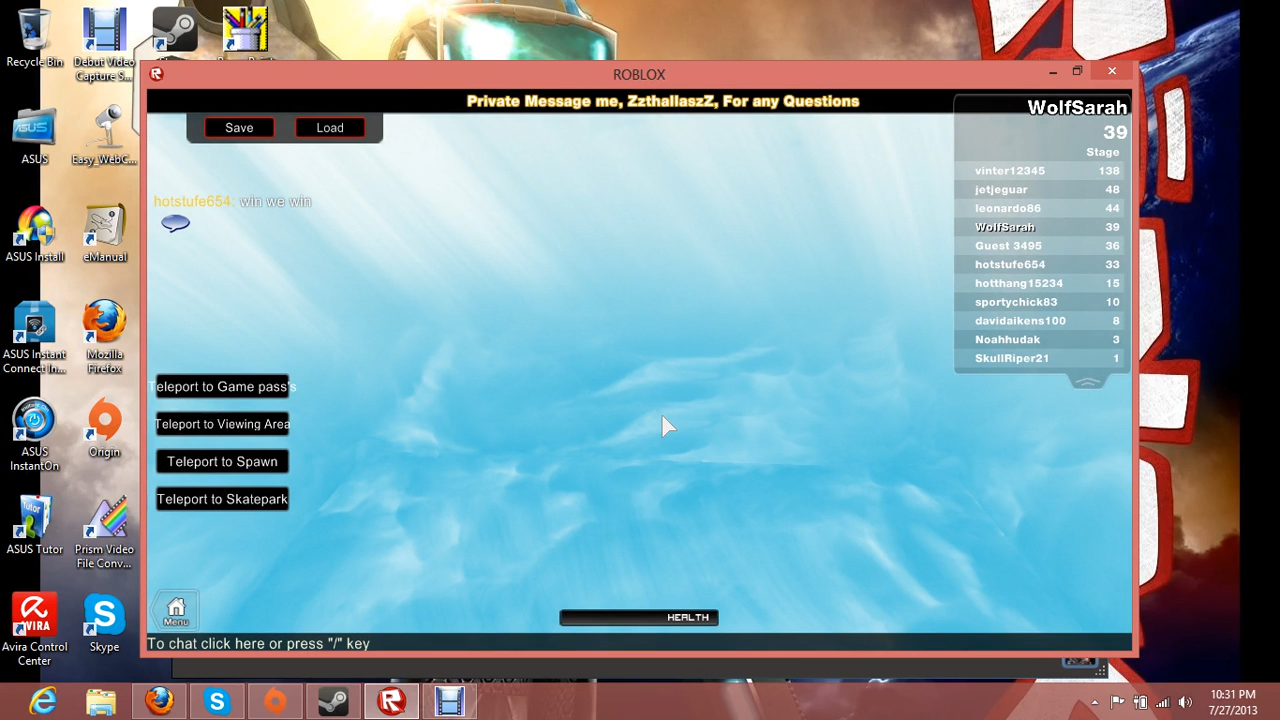 Recycle Bin
Debut Video
Capture S...
ASUS
Easy_WebC...
ASUS Install
eManual
ASUS Instant
Connect In...
Mozilla
Firefox
ASUS
InstantOn
Origin
ASUS Tutor
Prism Video
File Conv...
Avira Control
Center
Skype
ROBLOX
Private Message me, ZzthallaszZ, For any Questions
Save
Load
hotstufe654: win we win
WolfSarah
39
Stage
vinter12345 138
jetjeguar 48
leonardo86 44
WolfSarah 39
Guest 3495 36
hotstufe654 33
hotthang15234 15
sportychick83 10
davidaikens100 8
Noahhudak 3
SkullRiper21 1
Teleport to Game pass's
Teleport to Viewing Area
Teleport to Spawn
Teleport to Skatepark
Menu
HEALTH
To chat click here or press "/" key
10:31 PM
7/27/2013